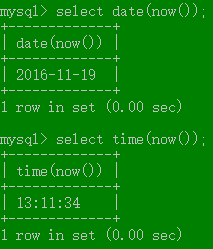 mysql> select date(now());
+-------------+
| date(now()) |
+-------------+
| 2016-11-19  |
+-------------+
1 row in set (0.00 sec)
mysql> select time(now());
+-------------+
| time(now()) |
+-------------+
| 13:11:34    |
+-------------+
1 row in set (0.00 sec)